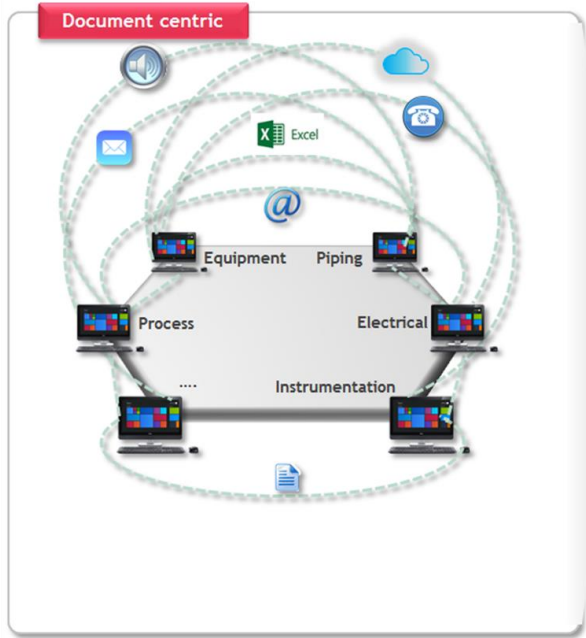 Document centric
Excel
@
Equipment
Piping
Process
Electrical
....
Instrumentation